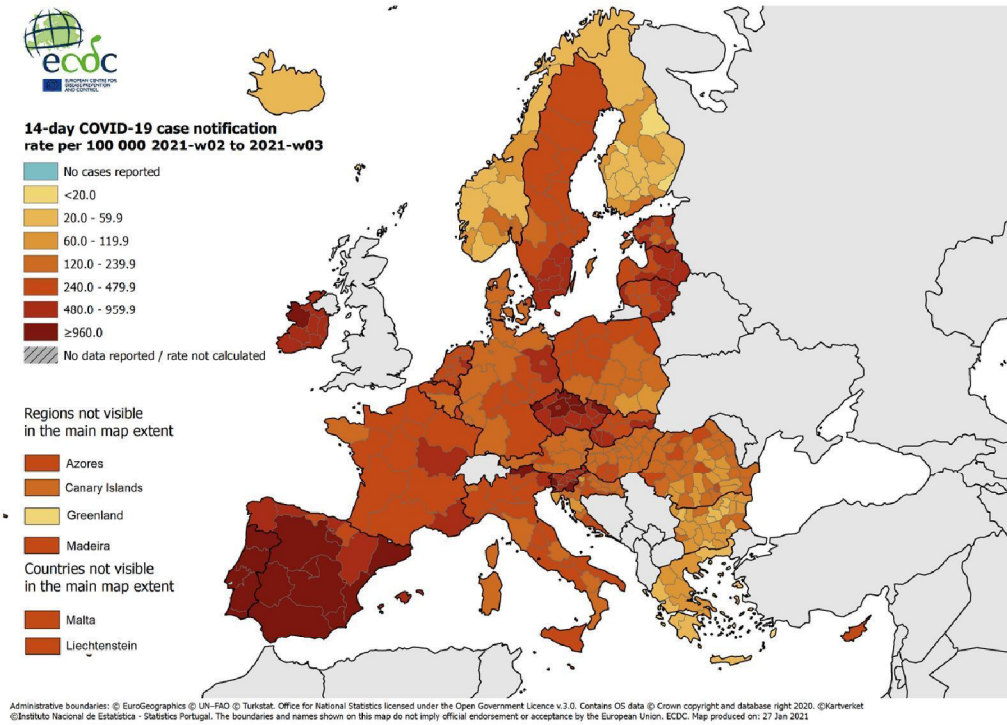 ecdc
EUROPEAN CENTRE FOR
DISEASE PREVENTION
AND CONTROL
14-day COVID-19 case notification
rate per 100 000 2021-w02 to 2021-w03
No cases reported
<20.0
20.0 - 59.9
60.0 - 119.9
120.0 - 239.9
240.0 - 479.9
480.0 - 959.9
≥960.0
No data reported / rate not calculated
Regions not visible
in the main map extent
Azores
Canary Islands
Greenland
Madeira
Countries not visible
in the main map extent
Malta
Liechtenstein
Administrative boundaries: © EuroGeographics © UN–FAO © Turkstat. Office for National Statistics licensed under the Open Government Licence v.3.0. Contains OS data © Crown copyright and database right 2020. ©Kartverket
©Instituto Nacional de Estatística - Statistics Portugal. The boundaries and names shown on this map do not imply official endorsement or acceptance by the European Union. ECDC. Map produced on: 27 Jan 2021